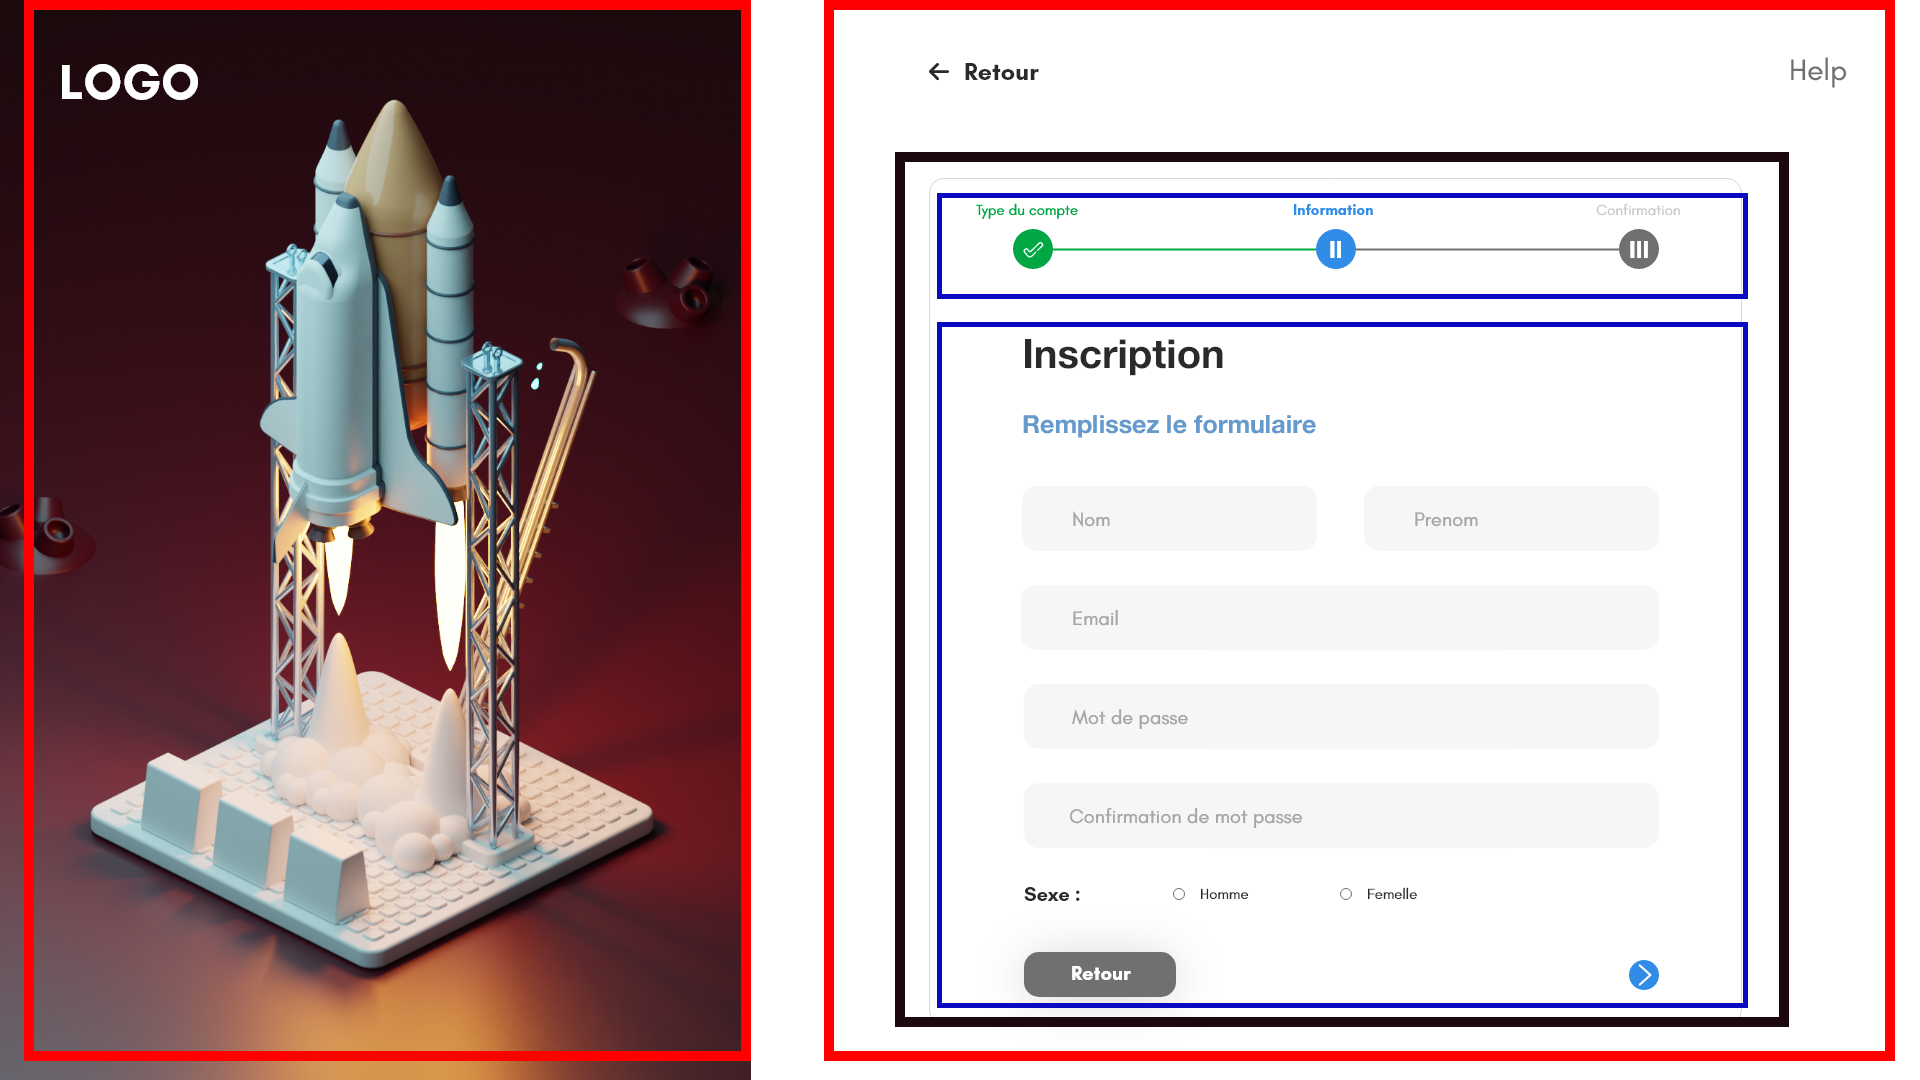 LOGO
Retour
Help
Type du compte
Information
Confirmation
Inscription
Remplissez le formulaire
Nom
Prenom
Email
Mot de passe
Confirmation de mot passe
Sexe :
Homme
Femelle
Retour